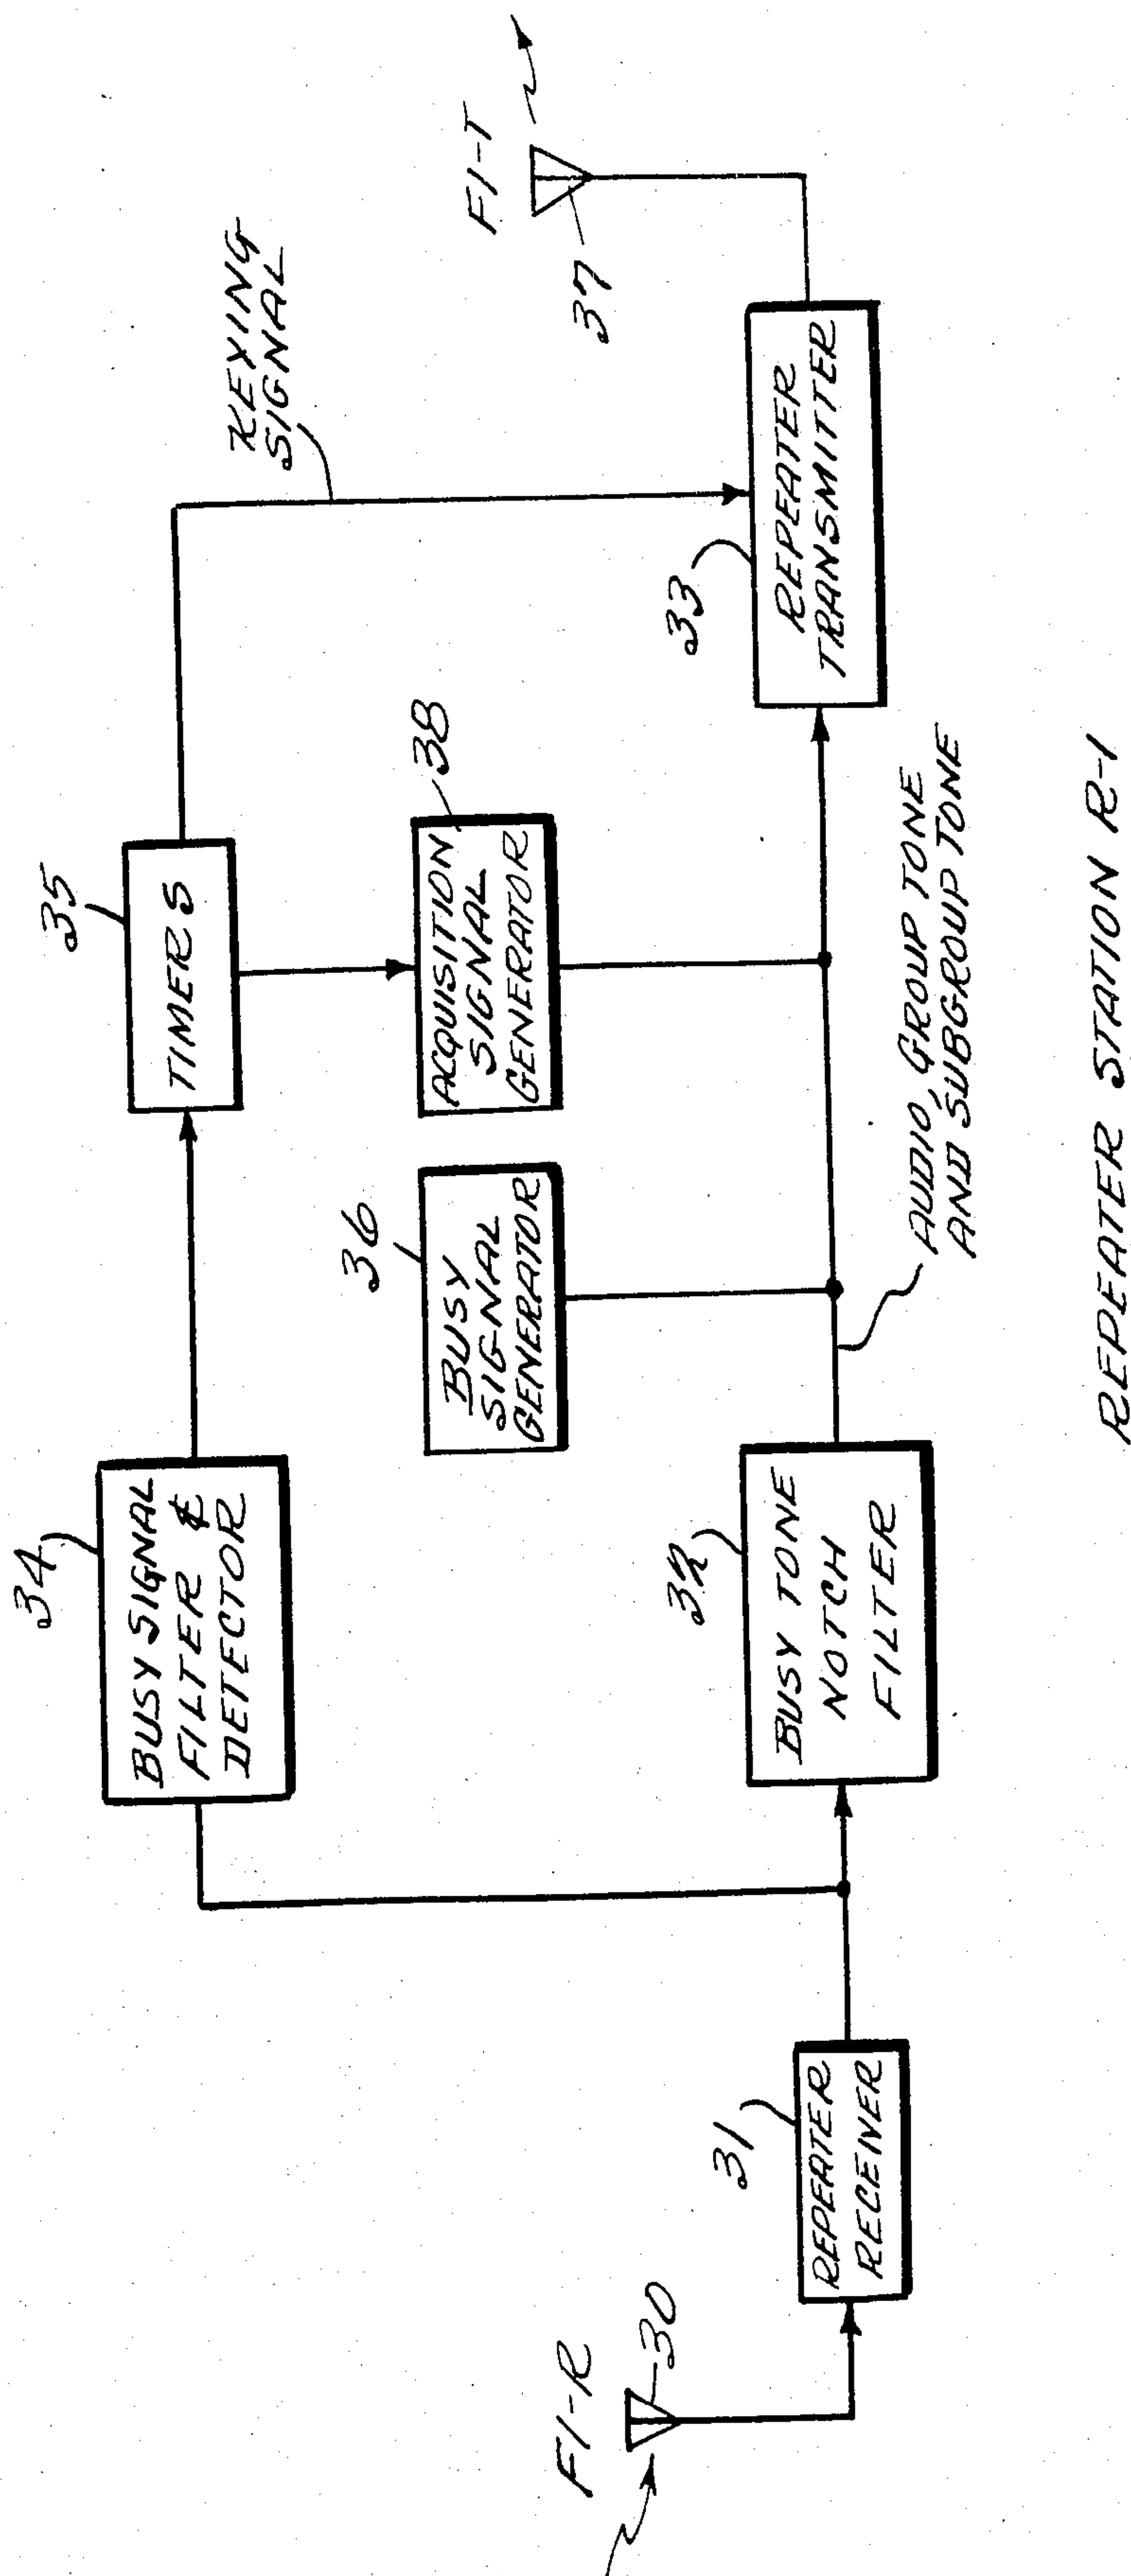 F1-R
30
31
REPEATER
RECEIVER
34
BUSY SIGNAL
FILTER &
DETECTOR
32
BUSY TONE
NOTCH
FILTER
36
BUSY
SIGNAL
GENERATOR
35
TIMERS
38
ACQUISITION
SIGNAL
GENERATOR
AUDIO, GROUP TONE
AND SUBGROUP TONE
KEYING
SIGNAL
33
REPEATER
TRANSMITTER
F1-T
37
REPEATER STATION R-1